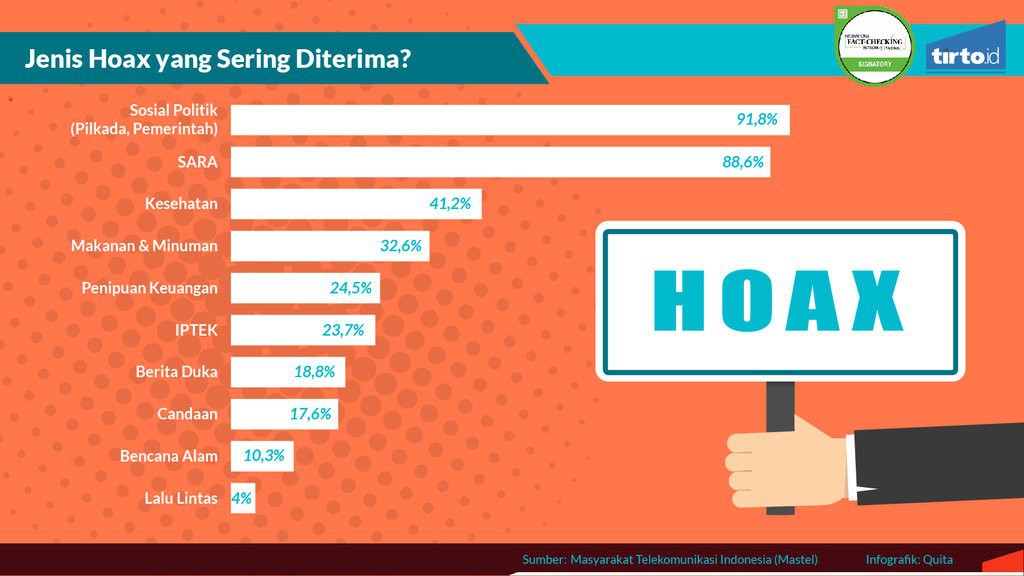 Jenis Hoax yang Sering Diterima?
INTERNATIONAL
FACT-CHECKING
NETWORK @ Poynter.
SIGNATORY
tirto.id
Sosial Politik
(Pilkada, Pemerintah)
91,8%
SARA
88,6%
Kesehatan
41,2%
Makanan & Minuman
32,6%
Penipuan Keuangan
24,5%
IPTEK
23,7%
Berita Duka
18,8%
Candaan
17,6%
Bencana Alam
10,3%
Lalu Lintas
4%
HOAX
Sumber: Masyarakat Telekomunikasi Indonesia (Mastel)
Infografik: Quita